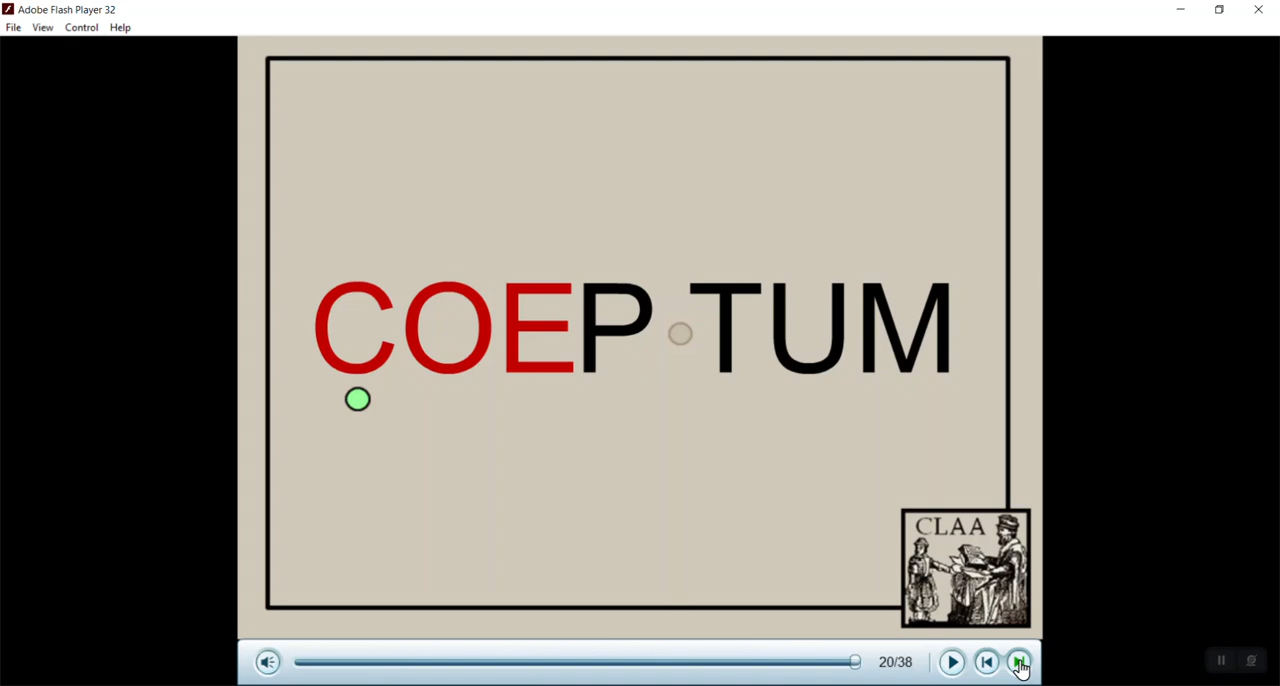 Adobe Flash Player 32
File View Control Help
COEP TUM
CLAA
20/38